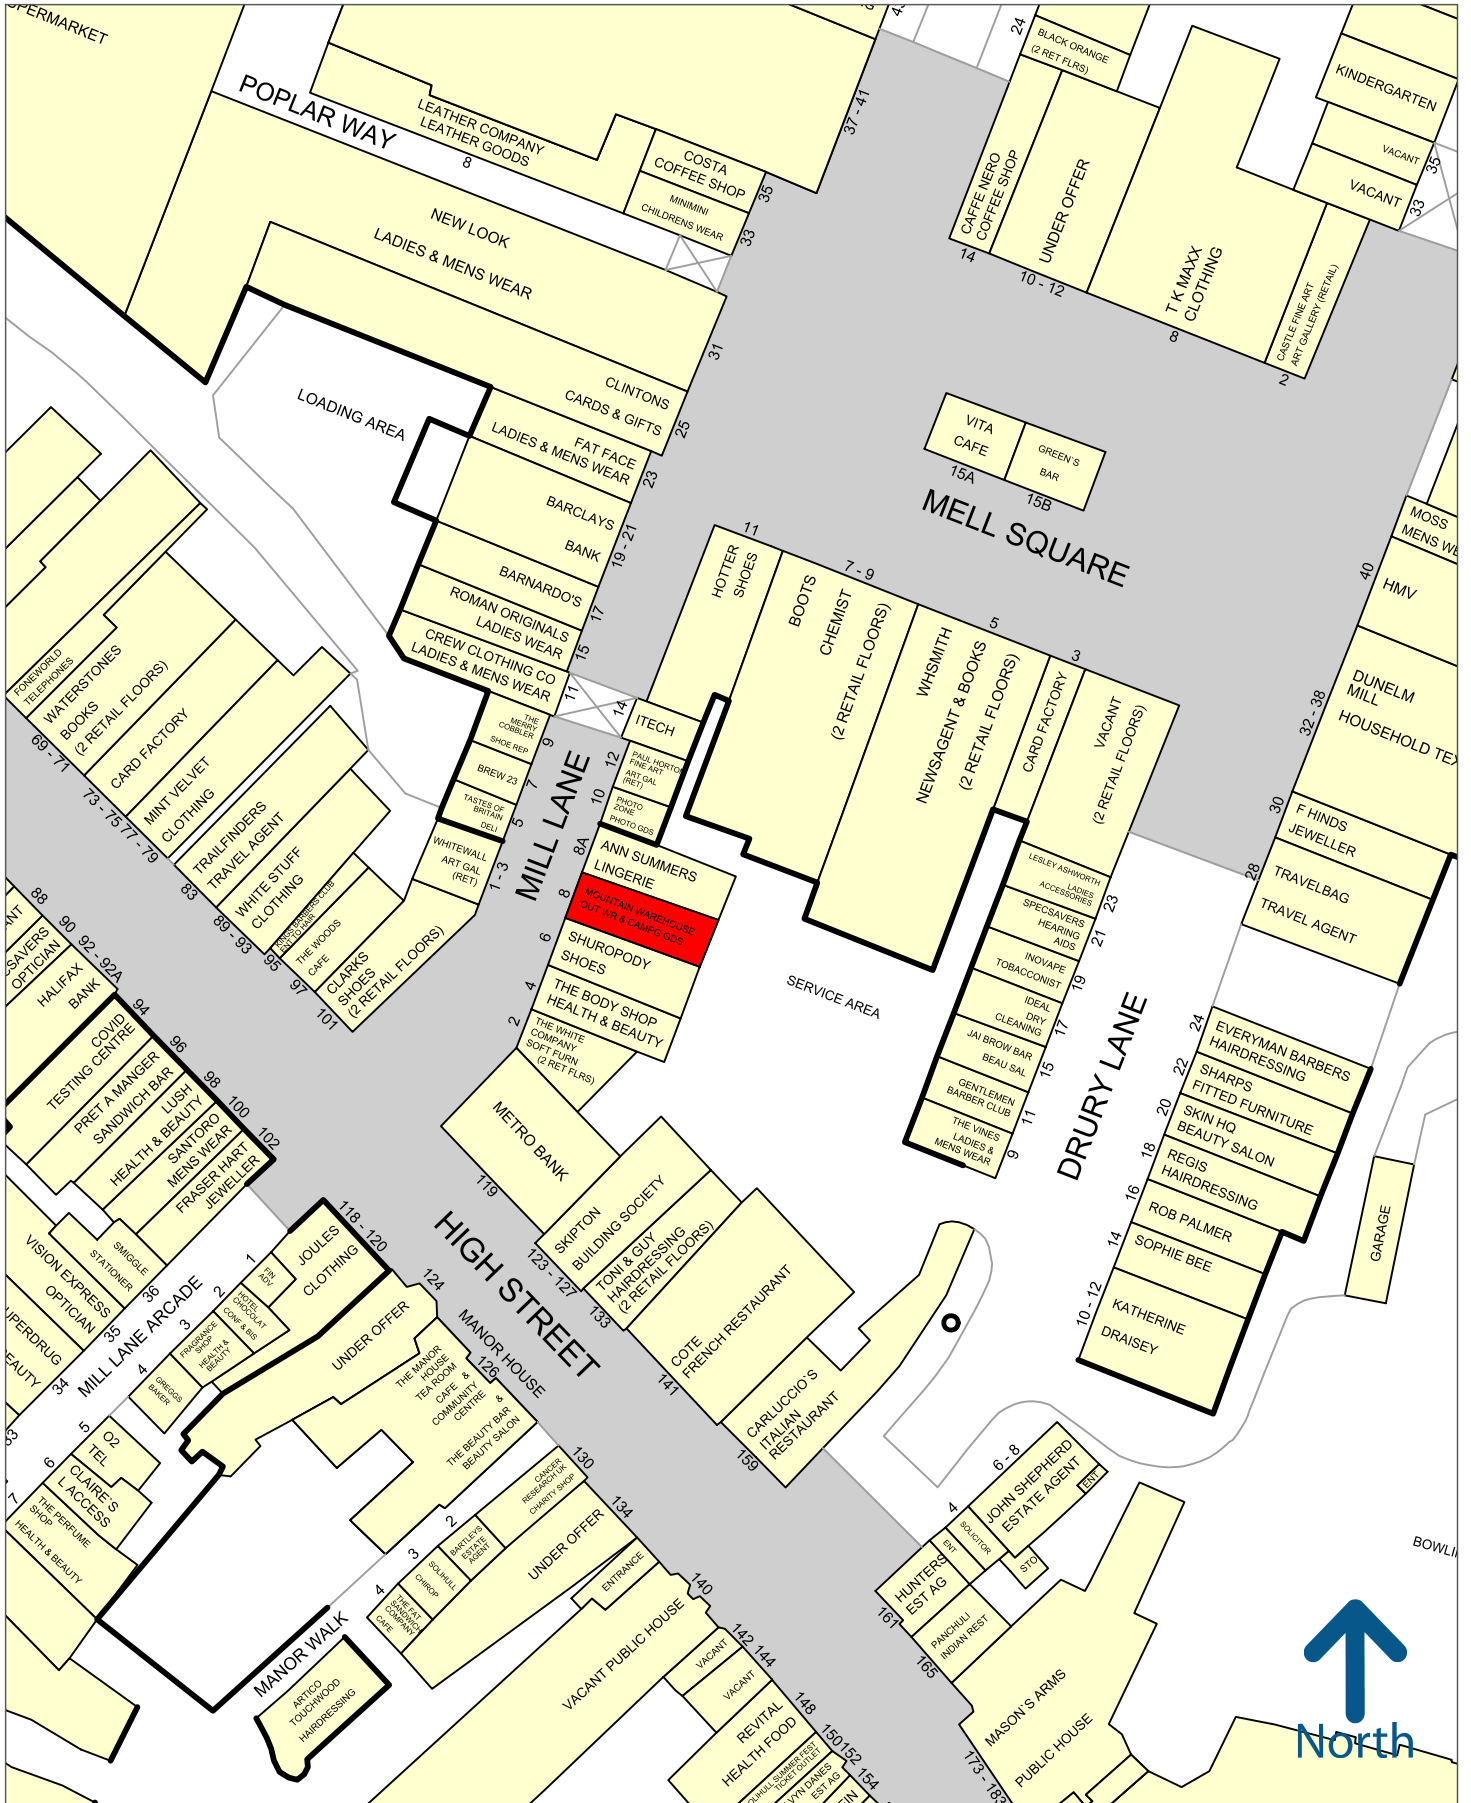 PERMARKET
POPLAR WAY
LEATHER COMPANY
LEATHER GOODS
8
COSTA
COFFEE SHOP
35
MINIMINI
CHILDRENS WEAR
33
37 - 41
24
BLACK ORANGE
(2 RET FLRS)
CAFFE NERO
COFFEE SHOP
14
UNDER OFFER
10 - 12
T K MAXX
CLOTHING
8
CASTLE FINE ART
ART GALLERY (RETAIL)
2
KINDERGARTEN
VACANT
35
VACANT
33
NEW LOOK
LADIES & MENS WEAR
31
CLINTONS
CARDS & GIFTS
25
LOADING AREA
FAT FACE
LADIES & MENS WEAR
23
BARCLAYS
BANK
19 - 21
BARNARDO'S
17
ROMAN ORIGINALS
LADIES WEAR
15
CREW CLOTHING CO
LADIES & MENS WEAR
11
VITA
CAFE
15A
GREEN`S
BAR
15B
MELL SQUARE
MOSS
MENS WE
40
HMV
DUNELM
MILL
HOUSEHOLD TEX
32 - 38
30
F HINDS
JEWELLER
28
TRAVELBAG
TRAVEL AGENT
11
HOTTER
SHOES
7 - 9
BOOTS
CHEMIST
(2 RETAIL FLOORS)
5
WHSMITH
NEWSAGENT & BOOKS
(2 RETAIL FLOORS)
3
CARD FACTORY
VACANT
(2 RETAIL FLOORS)
FONEWORLD
TELEPHONES
WATERSTONES
BOOKS
(2 RETAIL FLOORS)
69 - 71
CARD FACTORY
73 - 75
MINT VELVET
CLOTHING
77 - 79
TRAILFINDERS
TRAVEL AGENT
83
WHITE STUFF
CLOTHING
89 - 93
KINGS BARBERS CLUB
95
THE WOODS
CAFE
97
CLARKS
SHOES
(2 RETAIL FLOORS)
101
THE
MERRY
COBBLER
SHOE REP
9
BREW 23
7
TASTES OF
BRITAIN
DELI
5
WHITEWALL
ART GAL
(RET)
1 - 3
MILL LANE
14
ITECH
12
PAUL HORTON
FINE ART
ART GAL
(RET)
10
PHOTO
ZONE
PHOTO GDS
8A
ANN SUMMERS
LINGERIE
8
MOUNTAIN WAREHOUSE
OUT WR & CAMPG GDS
6
SHUROPODY
SHOES
4
THE BODY SHOP
HEALTH & BEAUTY
2
THE WHITE
COMPANY
SOFT FURN
(2 RET FLRS)
SERVICE AREA
LESLEY ASHWORTH
LADIES
ACCESSORIES
23
SPECSAVERS
HEARING
AIDS
21
INOVAPE
TOBACCONIST
19
IDEAL
DRY
CLEANING
17
JAI BROW BAR
BEAU SAL
15
GENTLEMEN
BARBER CLUB
11
THE VINES
LADIES &
MENS WEAR
9
DRURY LANE
24
EVERYMAN BARBERS
HAIRDRESSING
22
SHARPS
FITTED FURNITURE
20
SKIN HQ
BEAUTY SALON
18
REGIS
HAIRDRESSING
16
ROB PALMER
14
SOPHIE BEE
10 - 12
KATHERINE
DRAISEY
GARAGE
88
ANT
90
CSAVERS
OPTICIAN
92 - 92A
HALIFAX
BANK
94
COVID
TESTING CENTRE
96
PRET A MANGER
SANDWICH BAR
98
LUSH
HEALTH & BEAUTY
100
SANTORO
MENS WEAR
102
FRASER HART
JEWELLER
METRO BANK
119
SKIPTON
BUILDING SOCIETY
123 - 127
TONI & GUY
HAIRDRESSING
(2 RETAIL FLOORS)
133
COTE
FRENCH RESTAURANT
141
CARLUCCIO`S
ITALIAN
RESTAURANT
159
HIGH STREET
118 - 120
JOULES
CLOTHING
124
UNDER OFFER
MANOR HOUSE
126
THE MANOR
HOUSE
TEA ROOM
CAFE &
COMMUNITY
CENTRE
&
THE BEAUTY BAR
BEAUTY SALON
SMIGGLE
STATIONER
36
VISION EXPRESS
OPTICIAN
35
UPERDRUG
EAUTY
34
33
MILL LANE ARCADE
1
FIN
ADV
2
HOTEL
CHOCOLAT
CONF & BIS
3
FRAGRANCE
SHOP
HEALTH &
BEAUTY
4
GREGGS
BAKER
5
O2
TEL
6
CLAIRE`S
L ACCESS
7
THE PERFUME
SHOP
HEALTH & BEAUTY
130
CANCER
RESEARCH UK
CHARITY SHOP
2
BARTLEYS
ESTATE
AGENT
3
SOLIHULL
CHIROP
4
THE FAT
SANDWICH
COMPANY
CAFE
134
UNDER OFFER
ENTRANCE
MANOR WALK
ARTICO
TOUCHWOOD
HAIRDRESSING
140
VACANT PUBLIC HOUSE
142
VACANT
144
VACANT
148
REVITAL
HEALTH FOOD
150
OLIHULL SUMMER FEST
TICKET OUTLET
152
VYN DANES
EST AG
154
EIN
6 - 8
JOHN SHEPHERD
ESTATE AGENT
ENT
4
SOLICITOR
ENT
STO
HUNTERS
EST AG
161
PANCHULI
INDIAN REST
165
MASON`S ARMS
PUBLIC HOUSE
173 - 183
BOWLI
North